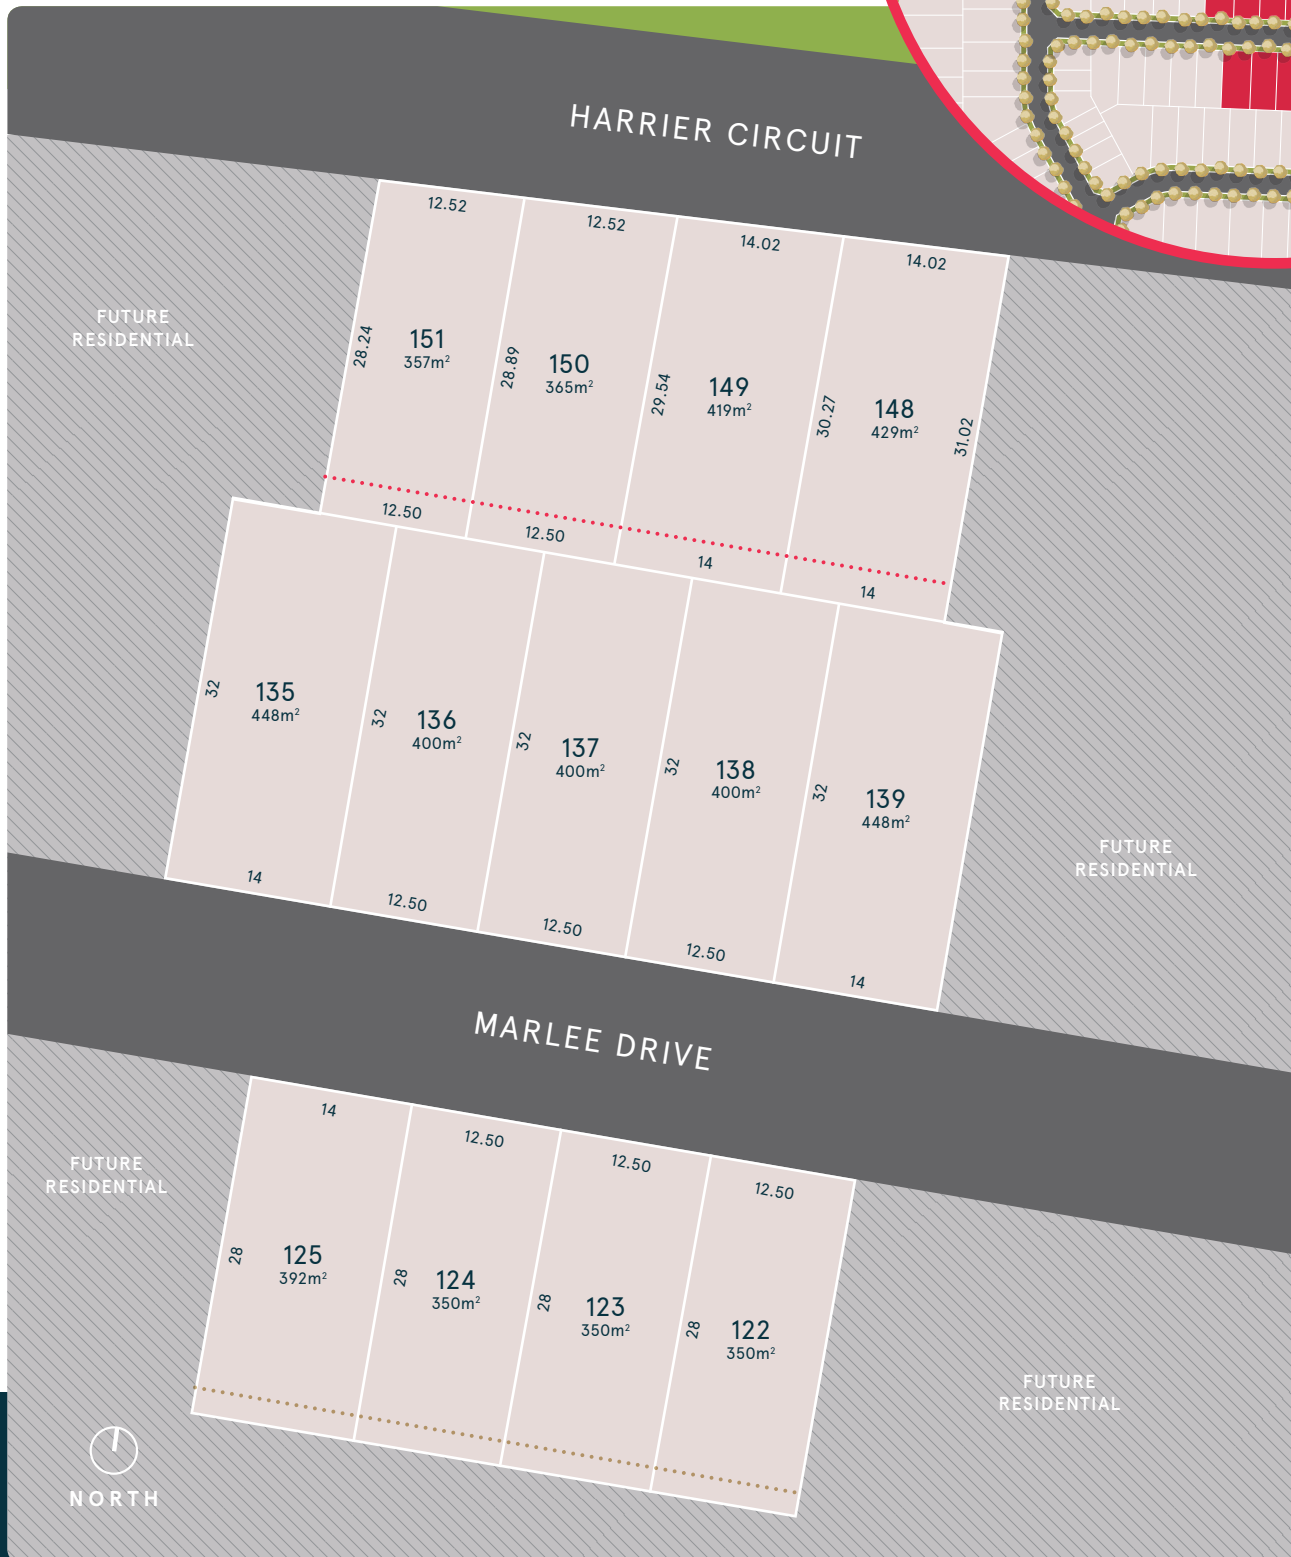 HARRIER CIRCUIT
12.52
12.52
14.02
14.02
FUTURE
RESIDENTIAL
28.24
151
357m²
28.89
150
365m²
29.54
149
419m²
30.27
148
429m²
31.02
12.50
12.50
14
14
32
135
448m²
32
136
400m²
32
137
400m²
32
138
400m²
32
139
448m²
FUTURE
RESIDENTIAL
14
12.50
12.50
12.50
14
MARLEE DRIVE
14
12.50
12.50
12.50
FUTURE
RESIDENTIAL
28
125
392m²
28
124
350m²
28
123
350m²
28
122
350m²
FUTURE
RESIDENTIAL
NORTH